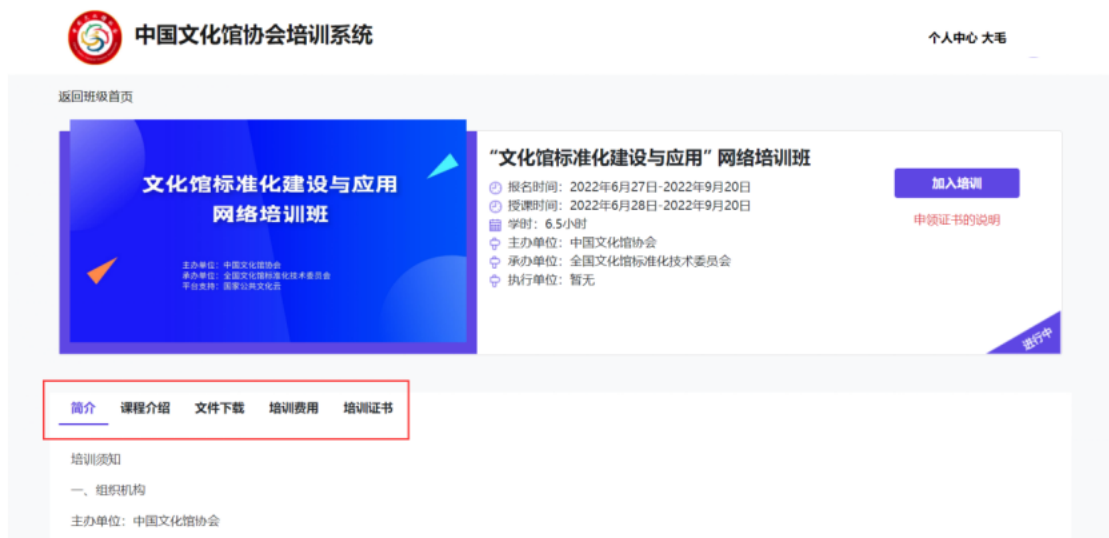 中国文化馆协会培训系统
个人中心 大毛
返回班级首页
文化馆标准化建设与应用
网络培训班
主办单位：中国文化馆协会
承办单位：全国文化馆标准化技术委员会
平台支持：国家公共文化云
“文化馆标准化建设与应用”网络培训班
报名时间：2022年6月27日-2022年9月20日
授课时间：2022年6月28日-2022年9月20日
学时：6.5小时
主办单位：中国文化馆协会
承办单位：全国文化馆标准化技术委员会
执行单位：暂无
加入培训
申领证书的说明
进行中
简介 课程介绍 文件下载 培训费用 培训证书
培训须知
一、组织机构
主办单位：中国文化馆协会